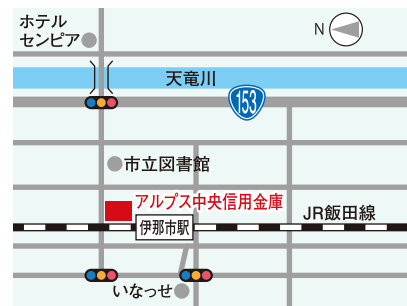 ホテル
センピア
N
天竜川
153
市立図書館
アルプス中央信用金庫
JR飯田線
伊那市駅
いなっせ